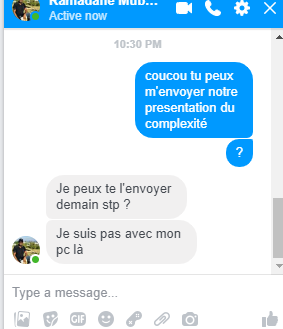 Ramadane Mub...
Active now
10:30 PM
coucou tu peux
m'envoyer notre
presentation du
complexité
?
Je peux te l'envoyer
demain stp ?
Je suis pas avec mon
pc là
Type a message...
GIF